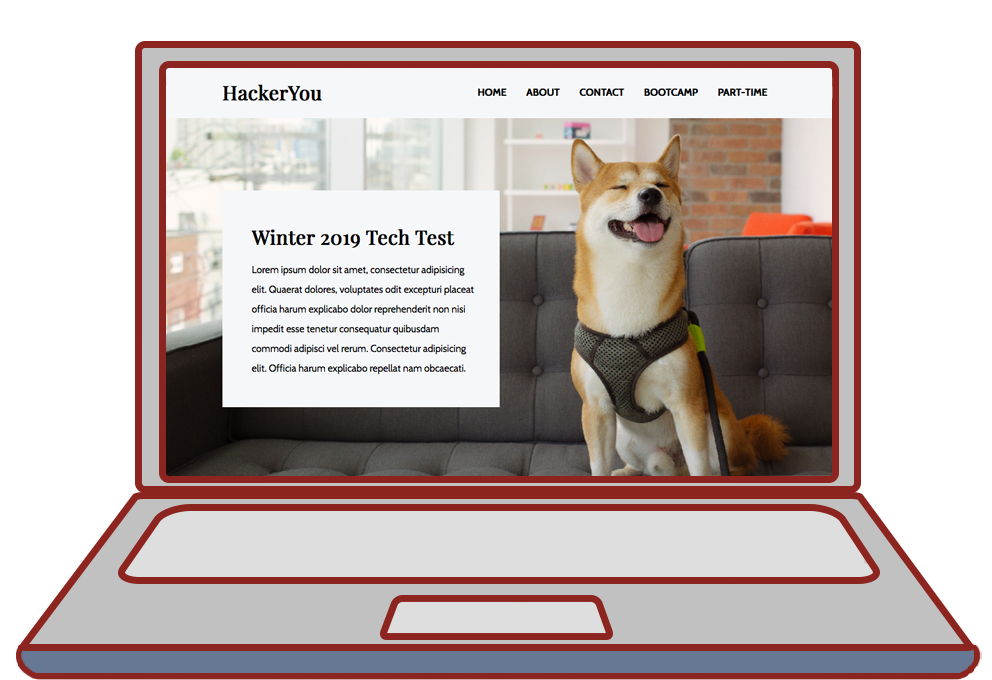 HackerYou
HOME ABOUT CONTACT BOOTCAMP PART-TIME
Winter 2019 Tech Test
Lorem ipsum dolor sit amet, consectetur adipisicing
elit. Quaerat dolores, voluptates odit excepturi placeat
officia harum explicabo dolor reprehenderit non nisi
impedit esse tenetur consequatur quibusdam
commodi adipisci vel rerum. Consectetur adipisicing
elit. Officia harum explicabo repellat nam obcaecati.